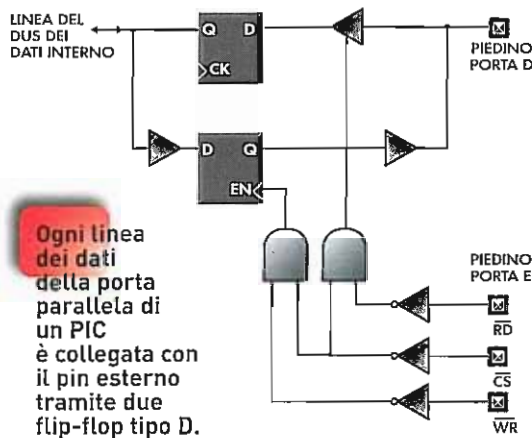 LINEA DEL
DUS DEI
DATI INTERNO
Q D
CK
PIEDINO
PORTA D
D Q
EN
Ogni linea
dei dati
della porta
parallela di
un PIC
è collegata con
il pin esterno
tramite due
flip-flop tipo D.
PIEDINO
PORTA E
RD
CS
WR